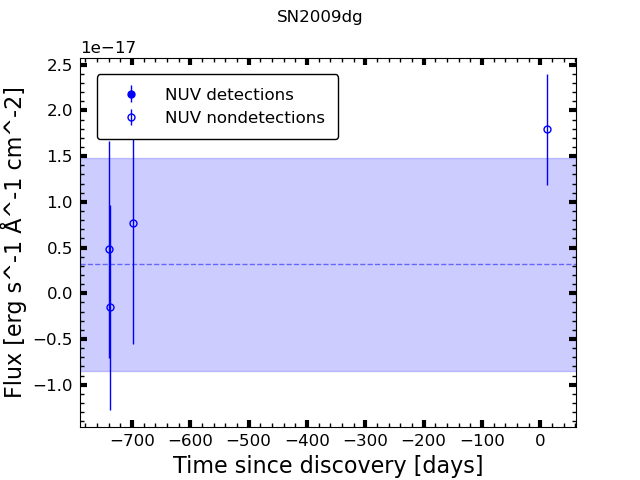 SN2009dg
1e−17
2.5
2.0
1.5
1.0
0.5
0.0
−0.5
−1.0
NUV detections
NUV nondetections
−700 −600 −500 −400 −300 −200 −100 0
Time since discovery [days]
Flux [erg s^-1 Å^-1 cm^-2]